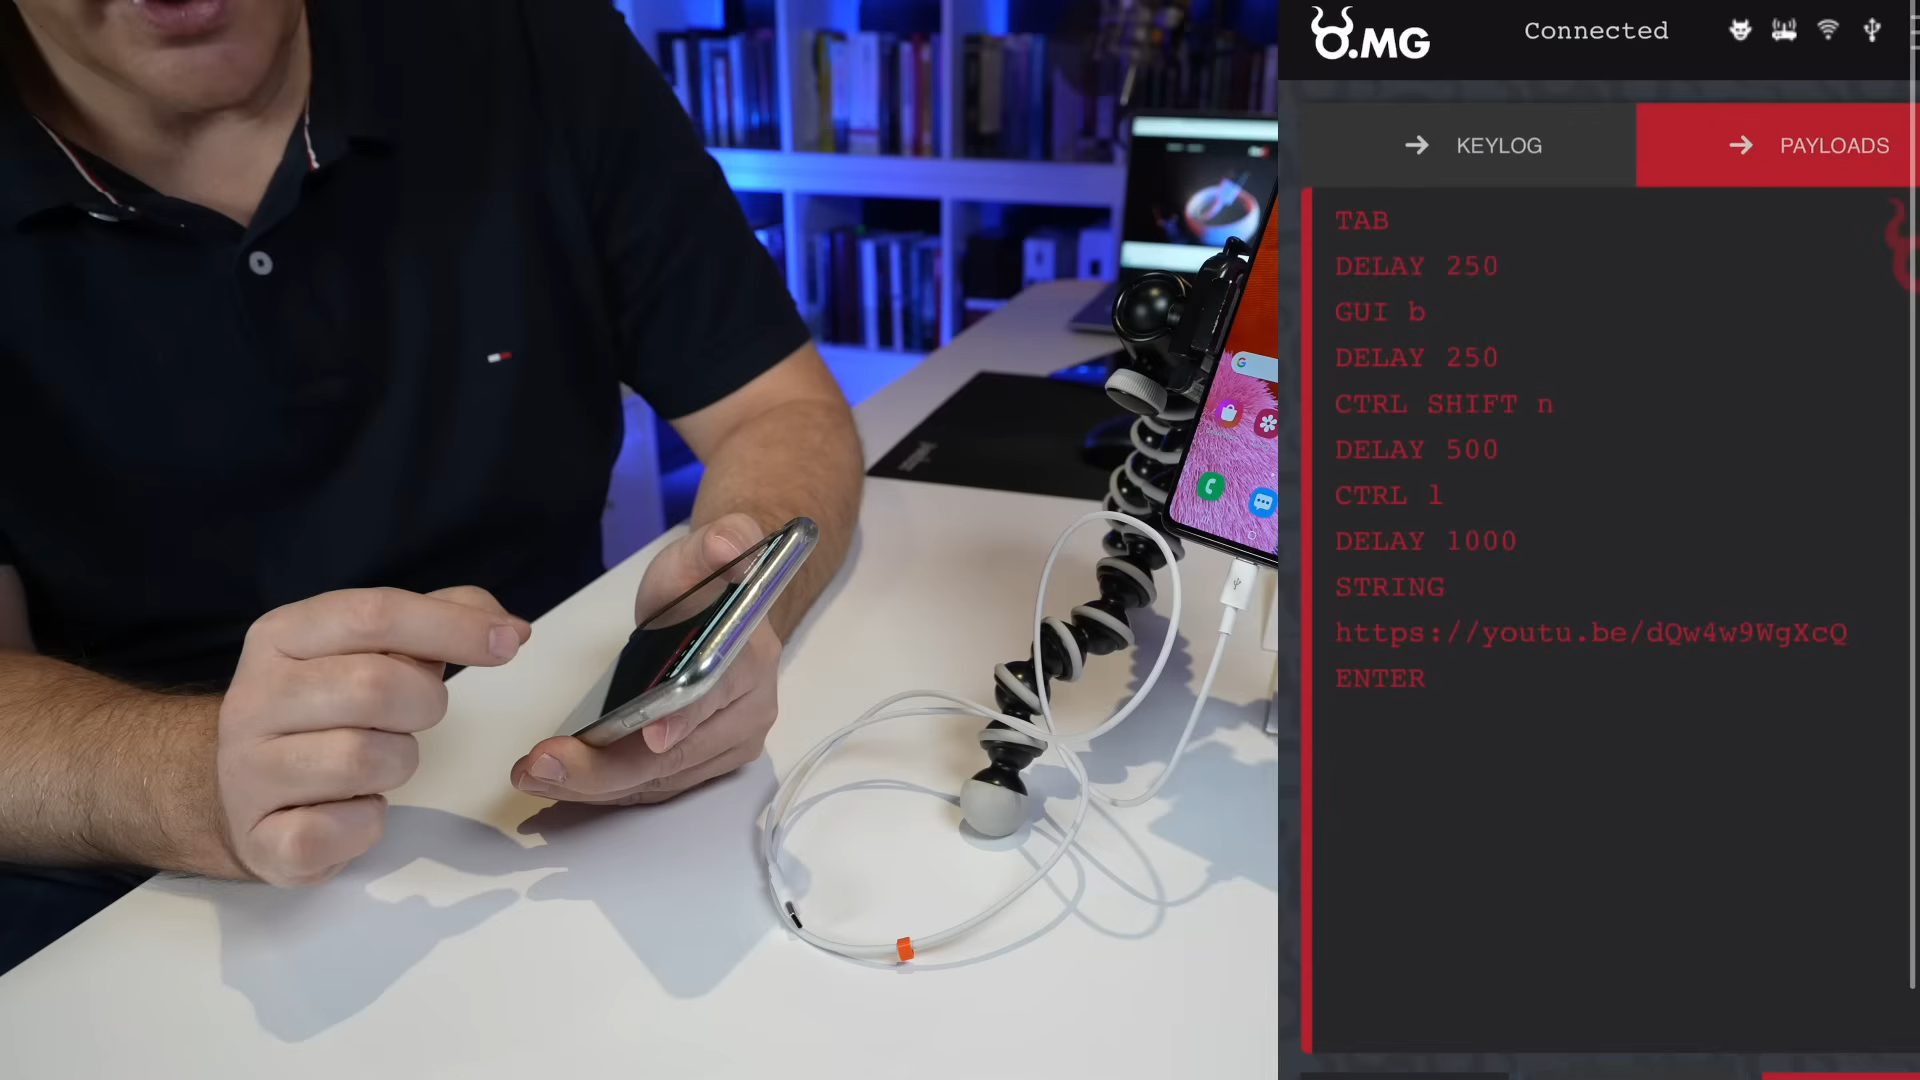 O.MG
Connected
KEYLOG
PAYLOADS
TAB
DELAY 250
GUI b
DELAY 250
CTRL SHIFT n
DELAY 500
CTRL l
DELAY 1000
STRING
https://youtu.be/dQw4w9WgXcQ
ENTER